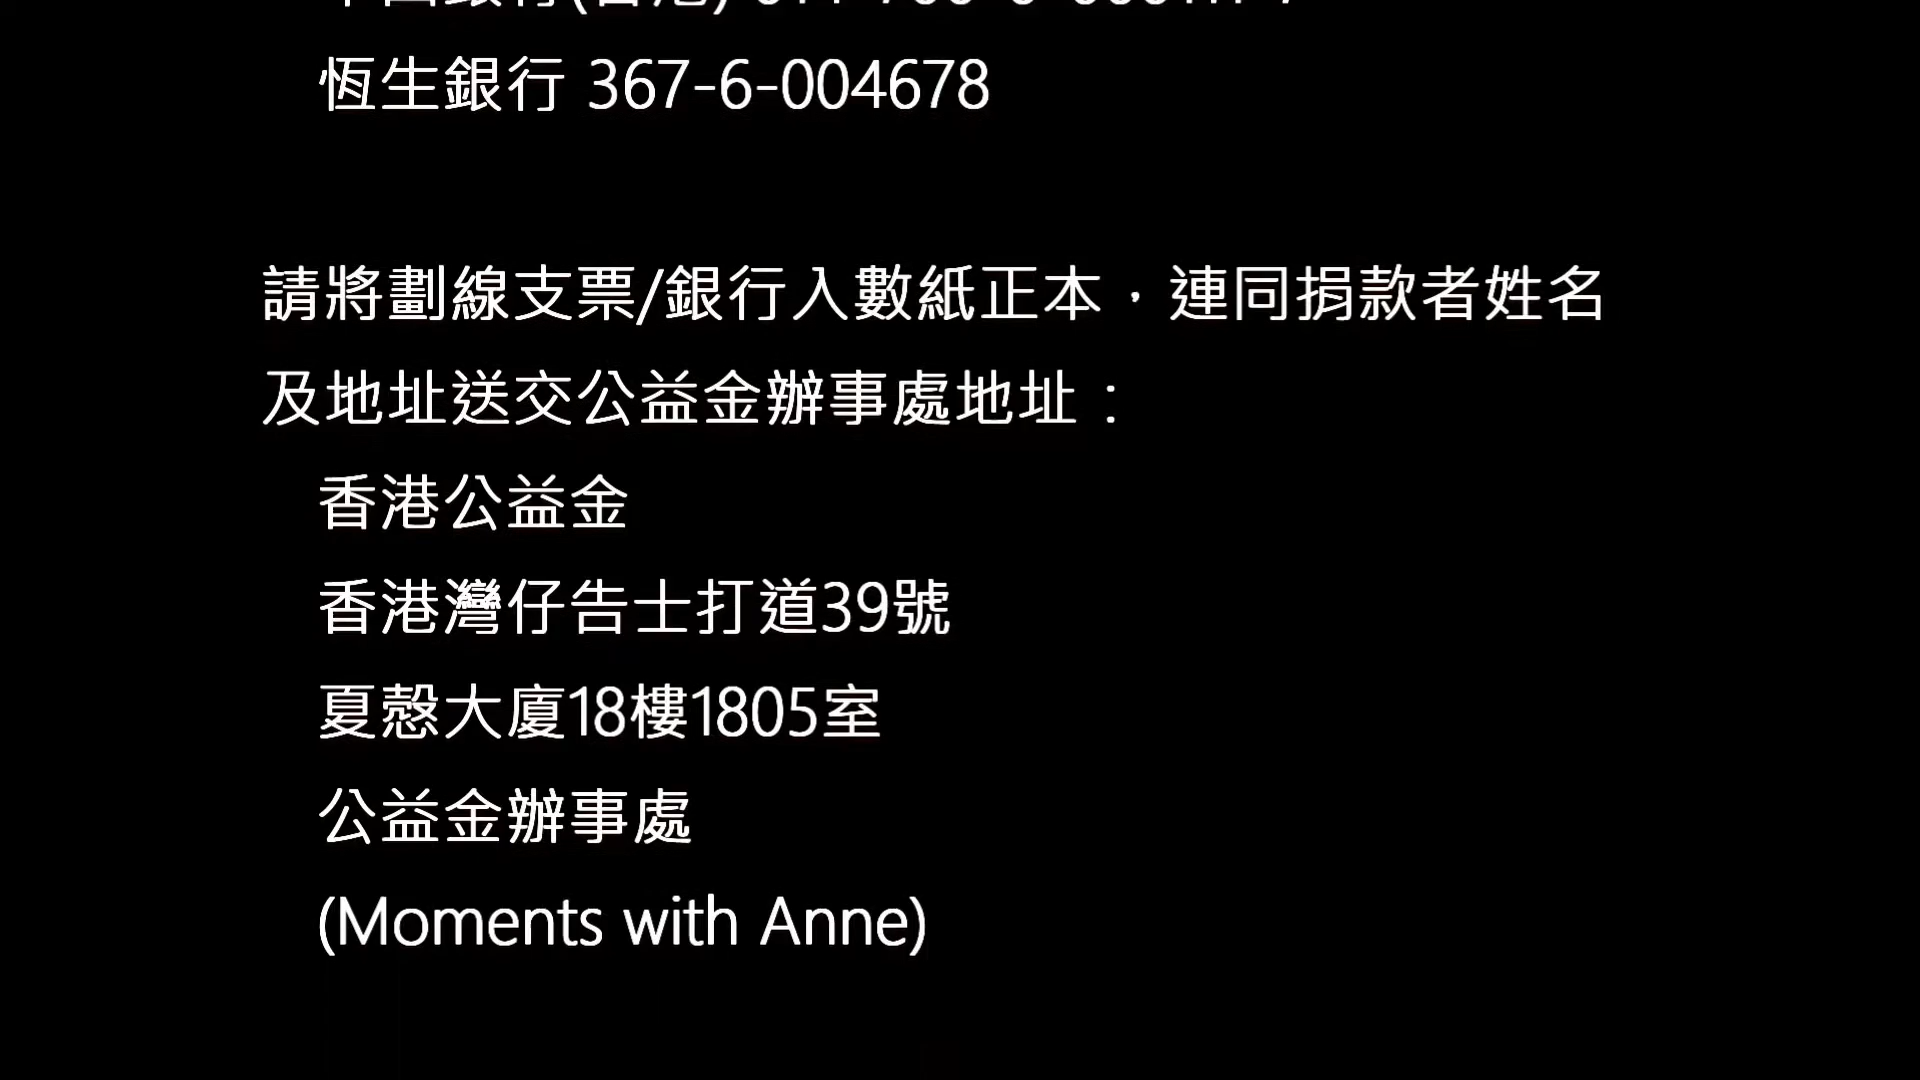 恆生銀行 367-6-004678
請將劃線支票/銀行入數紙正本，連同捐款者姓名
及地址送交公益金辦事處地址：
香港公益金
香港灣仔告士打道39號
夏慤大廈18樓1805室
公益金辦事處
(Moments with Anne)